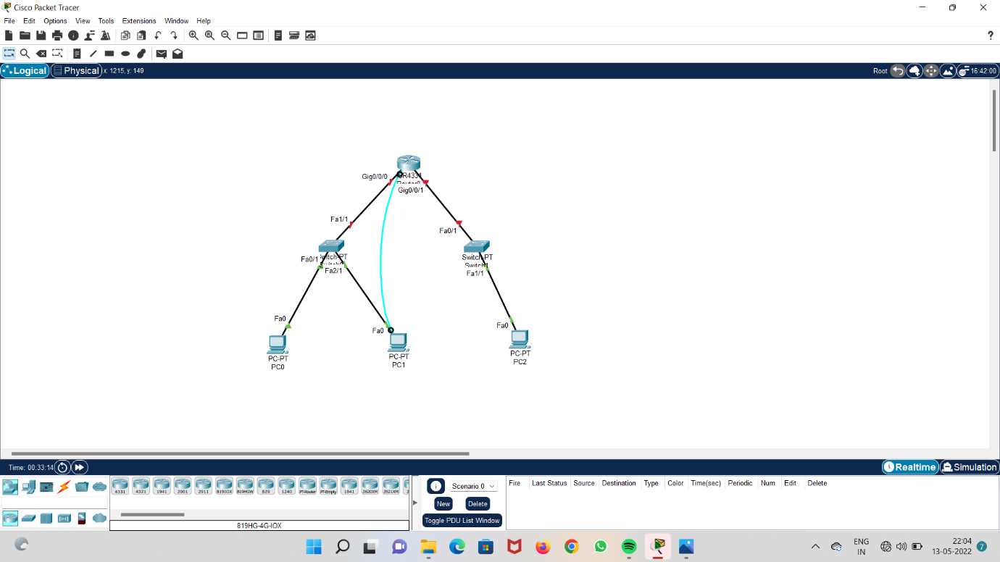 Cisco Packet Tracer
File Edit Options View Tools Extensions Window Help
?
Logical Physical x: 1215, y: 149 Root 16:42:00
Gig0/0/0
ISR4331
Router0
Gig0/0/1
Fa1/1
Fa0/1
Fa0/1
Switch-PT
Switch0
Fa2/1
Switch-PT
Switch1
Fa1/1
Fa0
Fa0
Fa0
PC-PT
PC0
PC-PT
PC1
PC-PT
PC2
Time: 00:33:14 Realtime Simulation
4331 4321 1941 2901 2911 819IOX 819HGW 829 1240 PT-Router PT-Empty 1841 2620XM 2621XM 2
819HG-4G-IOX
Scenario 0
New Delete
Toggle PDU List Window
Fire Last Status Source Destination Type Color Time(sec) Periodic Num Edit Delete
ENG
IN
22:04
13-05-2022
7